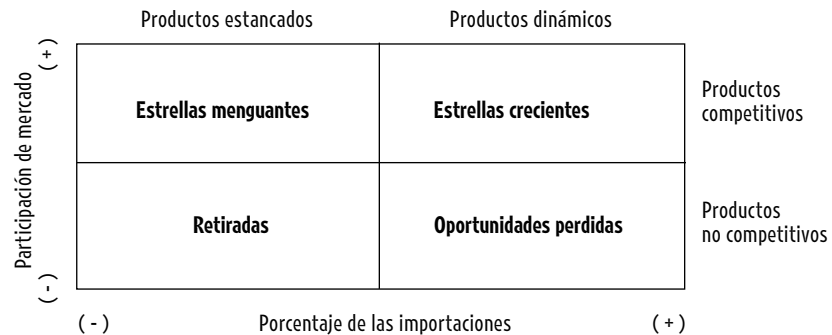 Productos estancados Productos dinámicos
(+)
Participación de mercado
(-)
Estrellas menguantes Estrellas crecientes
Productos
competitivos
Retiradas Oportunidades perdidas
Productos
no competitivos
(-) Porcentaje de las importaciones (+)